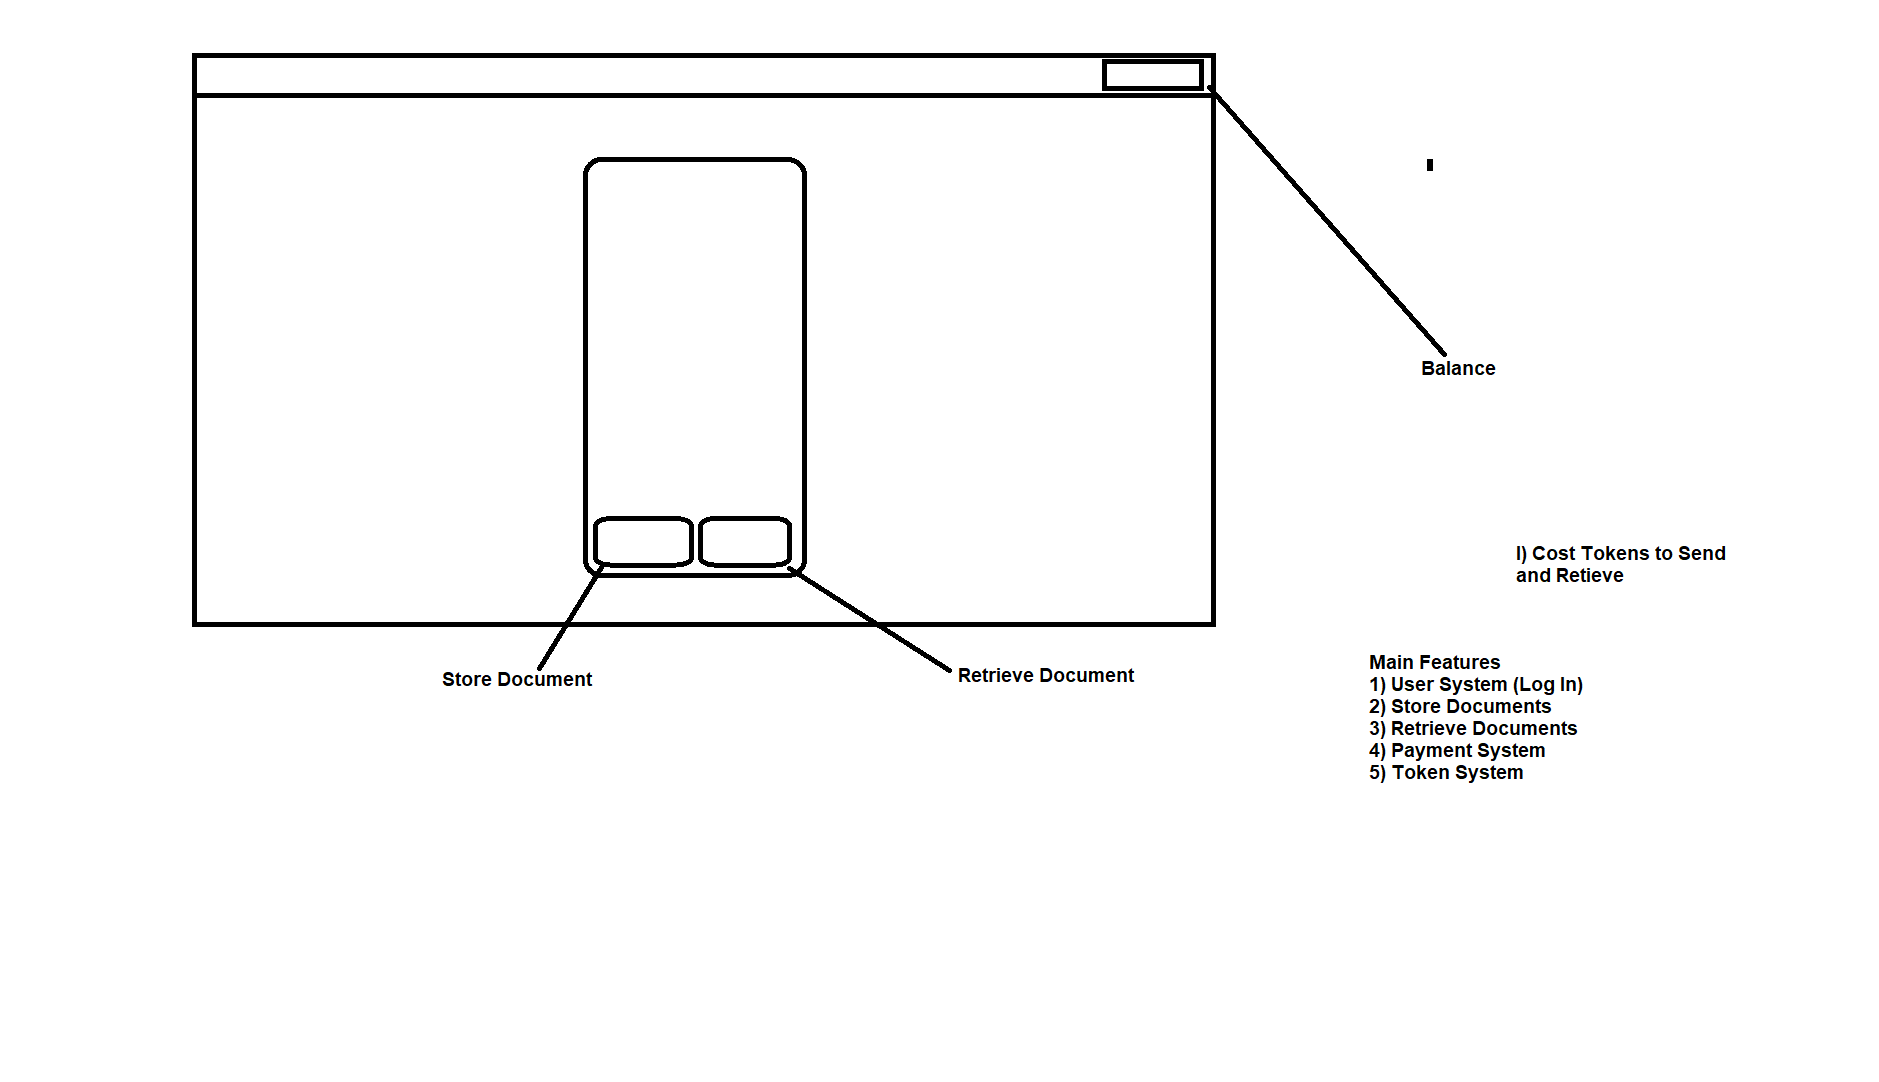 Balance
I) Cost Tokens to Send
and Retieve
Store Document
Retrieve Document
Main Features
1) User System (Log In)
2) Store Documents
3) Retrieve Documents
4) Payment System
5) Token System